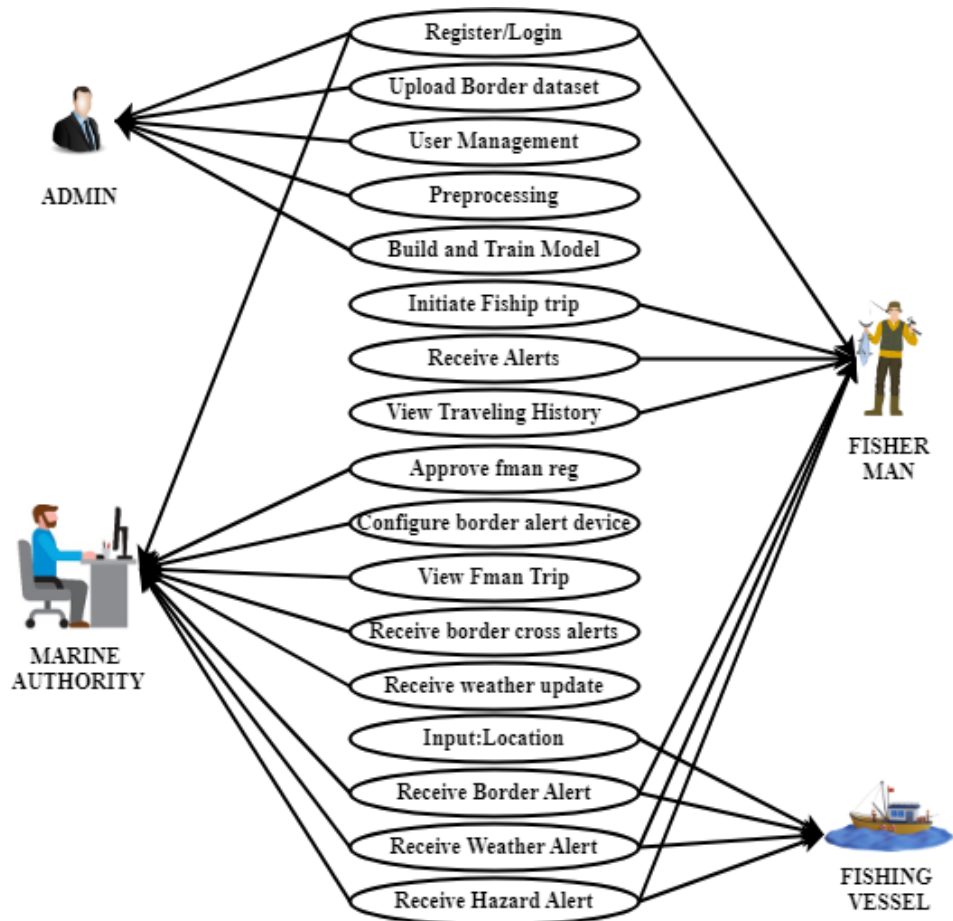 Register/Login
Upload Border dataset
User Management
Preprocessing
Build and Train Model
Initiate Fiship trip
Receive Alerts
View Traveling History
Approve fman reg
Configure border alert device
View Fman Trip
Receive border cross alerts
Receive weather update
Input:Location
Receive Border Alert
Receive Weather Alert
Receive Hazard Alert
ADMIN
MARINE
AUTHORITY
FISHER
MAN
FISHING
VESSEL